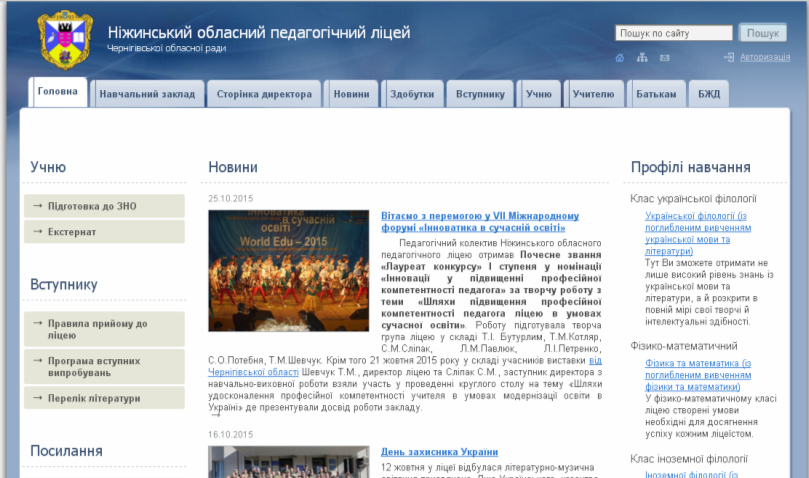 Ніжинський обласний педагогічний ліцей
Чернігівської обласної ради
Пошук по сайту
Пошук
Авторизація
Головна
Навчальний заклад
Сторінка директора
Новини
Здобутки
Вступнику
Учню
Учителю
Батькам
БЖД
Учню
→ Підготовка до ЗНО
→ Екстернат
Вступнику
→ Правила прийому до
ліцею
→ Програма вступних
випробувань
→ Перелік літератури
Посилання
Новини
25.10.2015
Інноватика
в сучасній
освіті
World Edu – 2015
Вітаємо з перемогою у VII Міжнародному
форумі «Інноватика в сучасній освіті»
Педагогічний колектив Ніжинського обласного
педагогічного ліцею отримав Почесне звання
«Лауреат конкурсу» І ступеня у номінації
«Інновації у підвищенні професійної
компетентності педагога» за творчу роботу з
теми «Шляхи підвищення професійної
компетентності педагога ліцею в умовах
сучасної освіти». Роботу підготувала творча
група ліцею у складі Т.І. Бутурлим, Т.М.Котляр,
С.М.Сліпак, Л.М.Павлюк, Л.І.Петренко,
С.О.Потебня, Т.М.Шевчук. Крім того 21 жовтня 2015 року у складі учасників виставки від
Чернігівської області Шевчук Т.М., директор ліцею та Сліпак С.М., заступник директора з
навчально-виховної роботи взяли участь у проведенні круглого столу на тему «Шляхи
удосконалення професійної компетентності учителя в умовах модернізації освіти в
Україні» де презентували досвід роботи закладу.
→
16.10.2015
День захисника України
12 жовтня у ліцеї відбулася літературно-музична
Профілі навчання
Клас української філології
Української філології (із
поглибленим вивченням
української мови та
літератури)
Тут Ви зможете отримати не
лише високий рівень знань із
української мови та
літератури, а й розкрити в
повній мірі свої творчі й
інтелектуальні здібності.
Фізико-математичний
Фізика та математика (із
поглибленим вивченням
фізики та математики)
У фізико-математичному класі
ліцею створені умови
необхідні для досягнення
успіху кожним ліцеїстом.
Клас іноземної філології
Іноземної філології (із